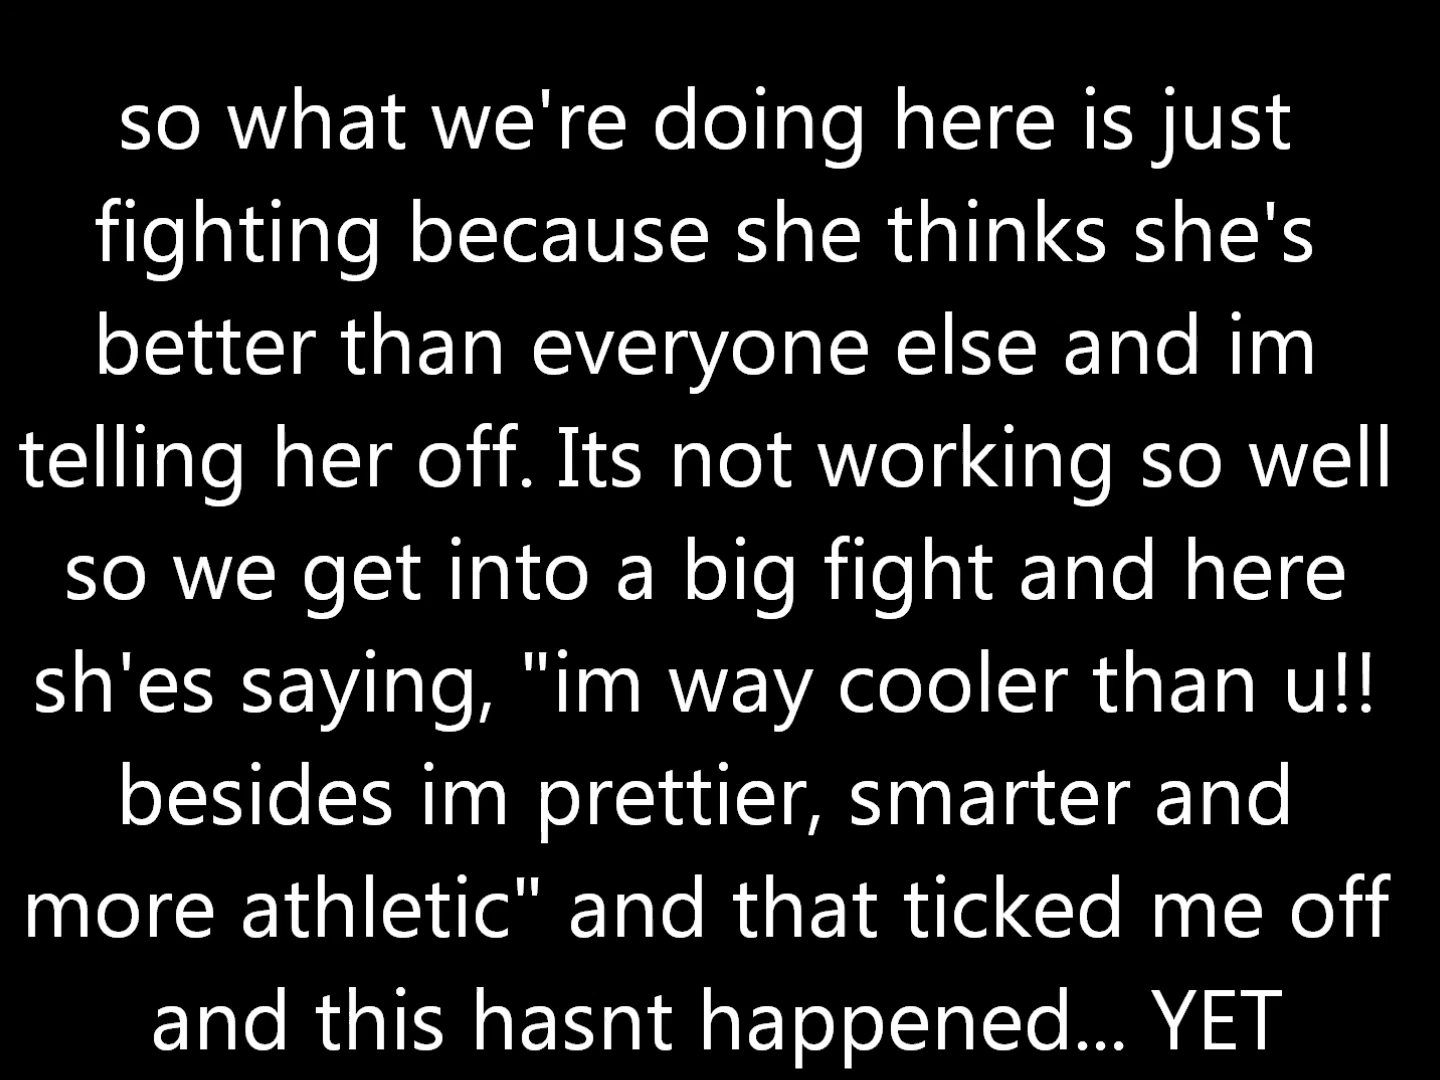 so what we're doing here is just
fighting because she thinks she's
better than everyone else and im
telling her off. Its not working so well
so we get into a big fight and here
sh'es saying, "im way cooler than u!!
besides im prettier, smarter and
more athletic" and that ticked me off
and this hasnt happened... YET